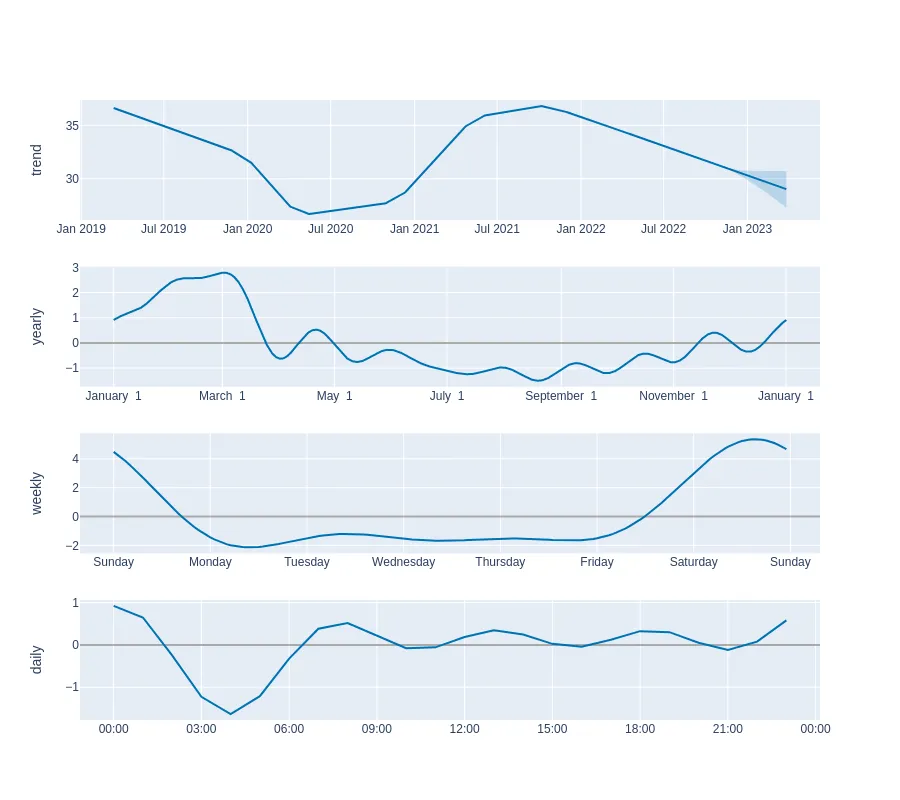 trend
35
30
Jan 2019 Jul 2019 Jan 2020 Jul 2020 Jan 2021 Jul 2021 Jan 2022 Jul 2022 Jan 2023
yearly
3
2
1
0
−1
January 1 March 1 May 1 July 1 September 1 November 1 January 1
weekly
4
2
0
−2
Sunday Monday Tuesday Wednesday Thursday Friday Saturday Sunday
daily
1
0
−1
00:00 03:00 06:00 09:00 12:00 15:00 18:00 21:00 00:00